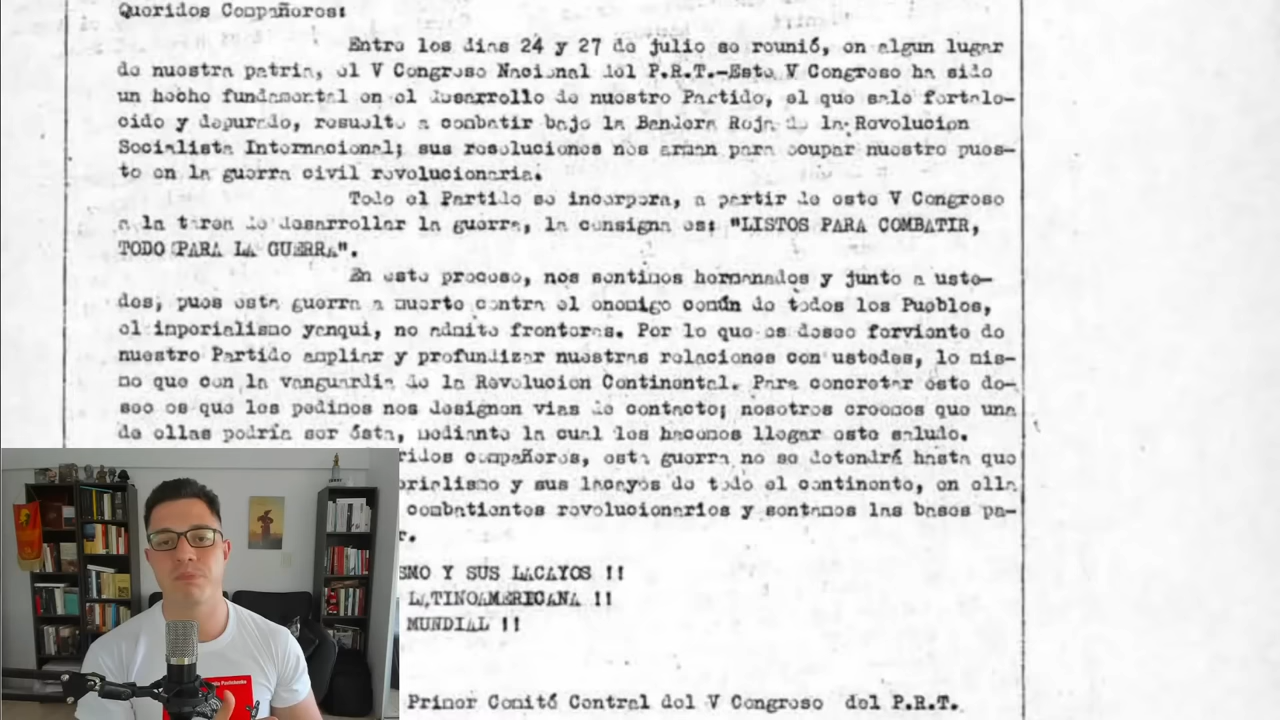 Queridos Compañoros:
Entre los dias 24 y 27 de julio se reunió, en algun lugar
de nuestra patria, el V Congreso Nacional del P.R.T.-Este V Congreso ha sido
un hecho fundamental en el desarrollo de nuestro Partido, el que sale fortale-
cido y depurado, resuelto a combatir bajo la Bandera Roja de la Revolucion
Socialista Internacional; sus resoluciones nos arman para ocupar nuestro pues-
to en la guerra civil revolucionaria.
Todo el Partido se incorpora, a partir de este V Congreso
a la tarea de desarrollar la guerra, la consigna es: "LISTOS PARA COMBATIR,
TODO PARA LA GUERRA".
En este proceso, nos sentimos hermanados y junto a uste-
des, pues esta guerra a muerte contra el enemigo común de todos los Pueblos,
el imperialismo yanqui, no admite fronteras. Por lo que es deseo ferviente de
nuestro Partido ampliar y profundizar nuestras relaciones con ustedes, lo mis-
mo que con la vanguardia de la Revolucion Continental. Para concretar este de-
seo es que les pedimos nos designen vias de contacto; nosotros creemos que una
de ellas podría ser ésta, mediante la cual les hacemos llegar este saludo.
ridos compañeros, esta guerra no se detendrá hasta que
rialismo y sus lacayos de todo el continente, en ella
combatientes revolucionarios y sentamos las bases pa-
r.
SMO Y SUS LACAYOS !!
LATINOAMERICANA !!
MUNDIAL !!
Primer Comité Central del V Congreso del P.R.T.